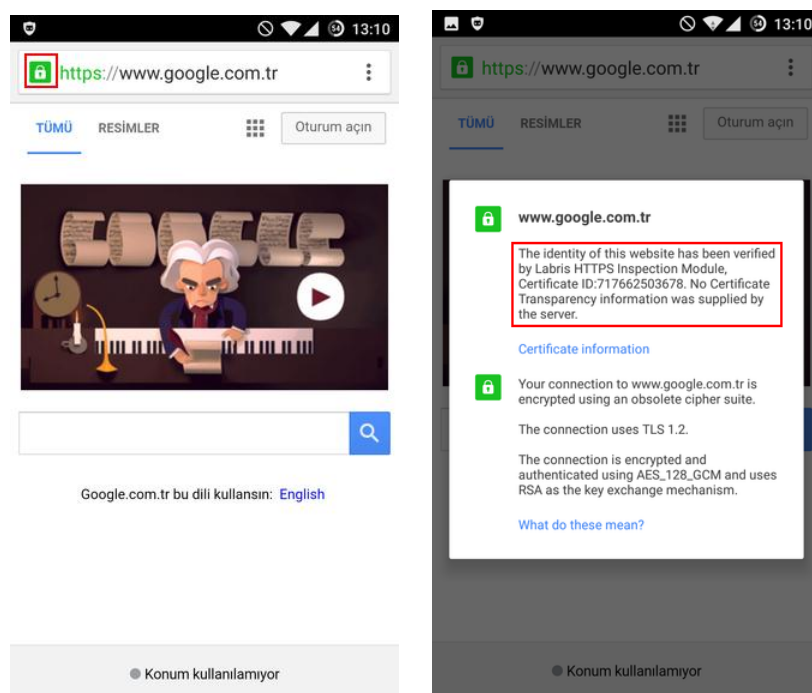 54 13:10
https://www.google.com.tr
TÜMÜ RESİMLER Oturum açın
GOOGLE
Google.com.tr bu dili kullansın: English
Konum kullanılamıyor
54 13:10
https://www.google.com.tr
TÜMÜ RESİMLER Oturum açın
www.google.com.tr
The identity of this website has been verified
by Labris HTTPS Inspection Module,
Certificate ID:717662503678. No Certificate
Transparency information was supplied by
the server.
Certificate information
Your connection to www.google.com.tr is
encrypted using an obsolete cipher suite.
The connection uses TLS 1.2.
The connection is encrypted and
authenticated using AES_128_GCM and uses
RSA as the key exchange mechanism.
What do these mean?
Konum kullanılamıyor